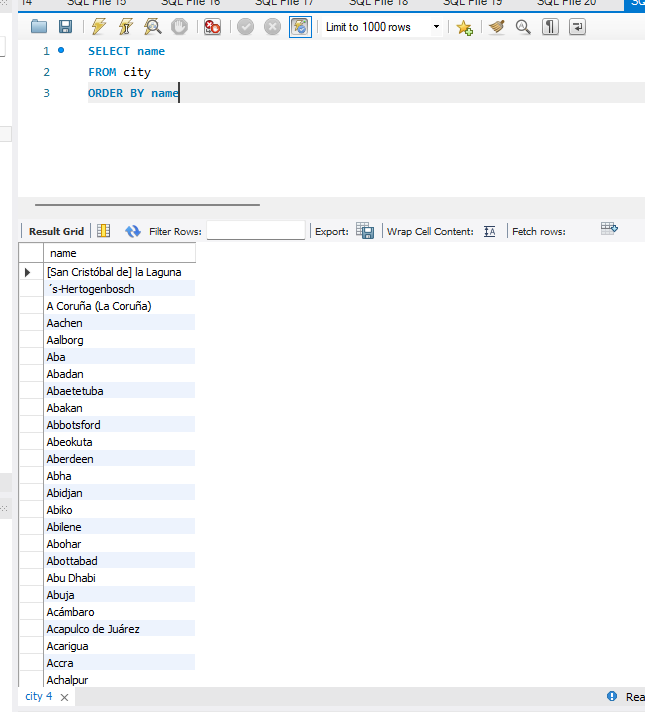 14 SQL File 15 SQL File 16 SQL File 17 SQL File 18 SQL File 19 SQL File 20
Limit to 1000 rows
1 SELECT name
2 FROM city
3 ORDER BY name
Result Grid Filter Rows: Export: Wrap Cell Content: Fetch rows:
name
[San Cristóbal de] la Laguna
´s-Hertogenbosch
A Coruña (La Coruña)
Aachen
Aalborg
Aba
Abadan
Abaetetuba
Abakan
Abbotsford
Abeokuta
Aberdeen
Abha
Abidjan
Abiko
Abilene
Abohar
Abottabad
Abu Dhabi
Abuja
Acámbaro
Acapulco de Juárez
Acarigua
Accra
Achalpur
city 4 Rea